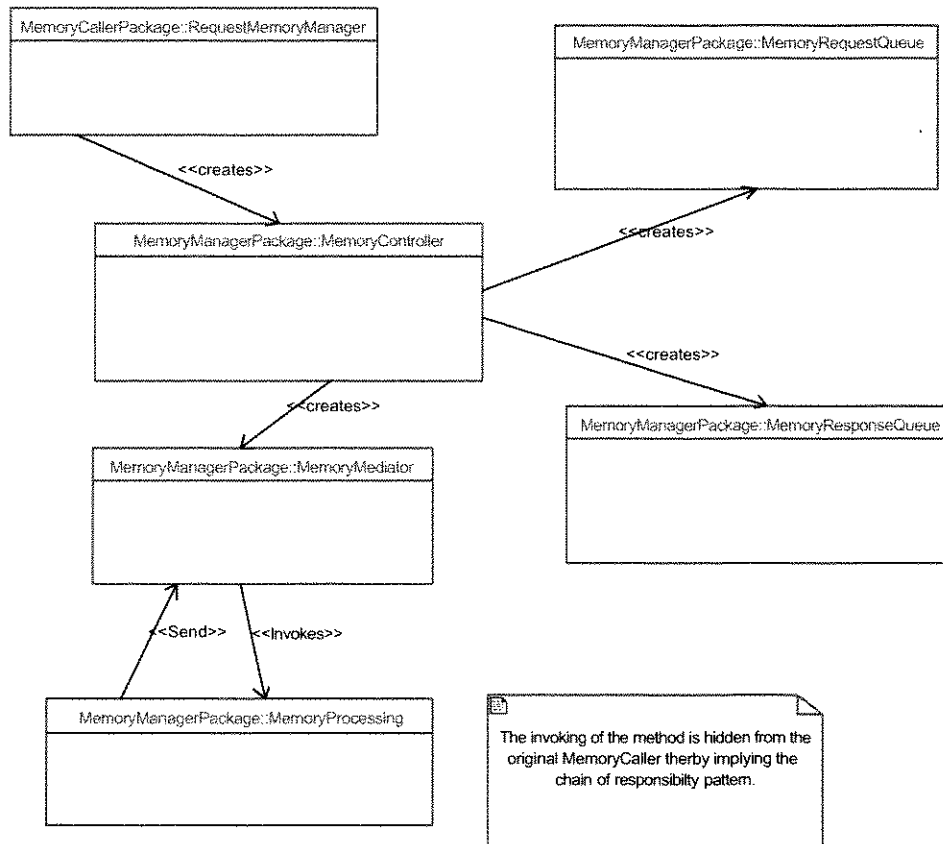 MemoryCallerPackage::RequestMemoryManager
MemoryManagerPackage::MemoryRequestQueue
<<creates>>
MemoryManagerPackage::MemoryController
<<creates>>
<<creates>>
<<creates>>
MemoryManagerPackage::MemoryResponseQueue
MemoryManagerPackage::MemoryMediator
<<Send>>
<<Invokes>>
MemoryManagerPackage::MemoryProcessing
The invoking of the method is hidden from the
original MemoryCaller therby implying the
chain of responsibilty pattern.